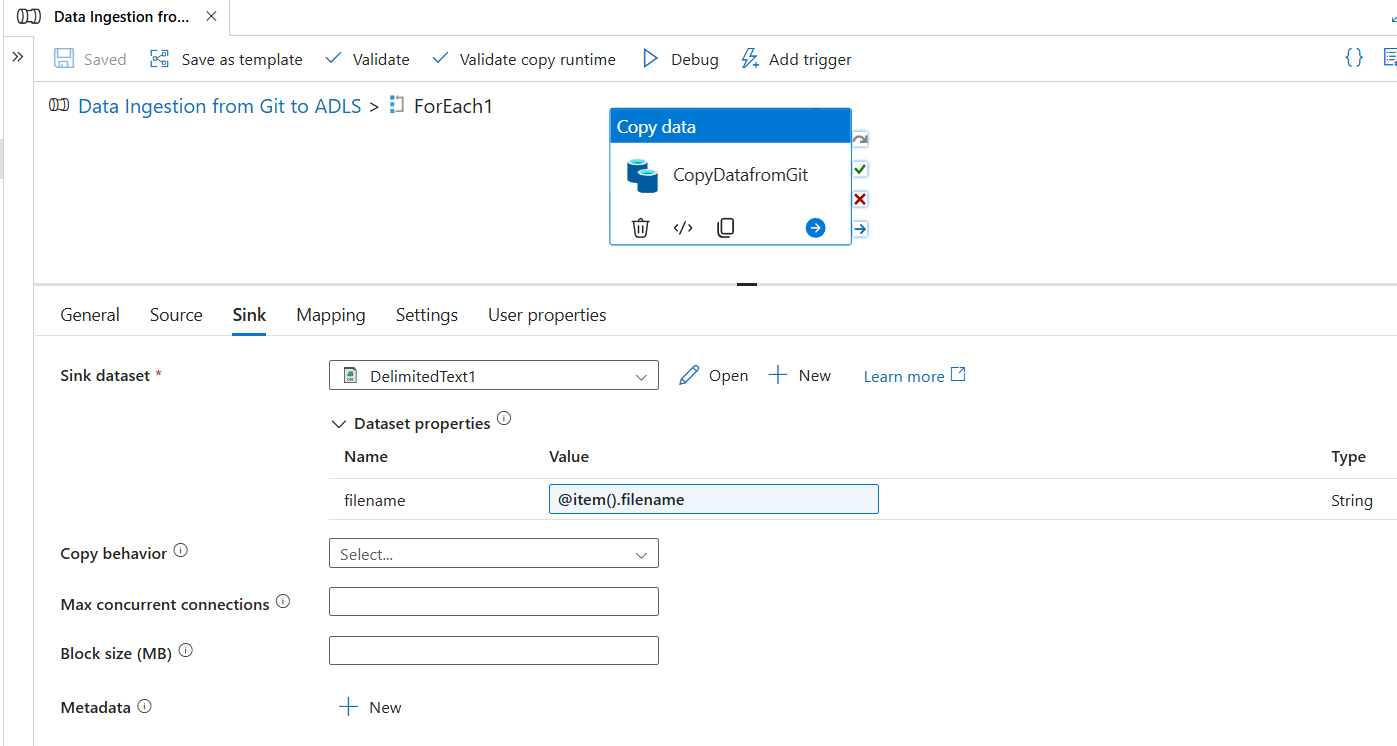 Data Ingestion fro...
Saved
Save as template
Validate
Validate copy runtime
Debug
Add trigger
Data Ingestion from Git to ADLS > ForEach1
Copy data
CopyDatafromGit
General
Source
Sink
Mapping
Settings
User properties
Sink dataset *
DelimitedText1
Open
New
Learn more
Dataset properties
Name
Value
Type
filename
@item().filename
String
Copy behavior
Select...
Max concurrent connections
Block size (MB)
Metadata
New